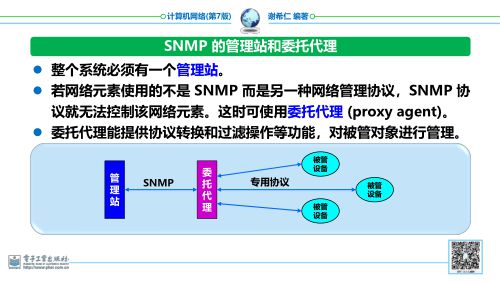 计算机网络(第7版)
谢希仁 编著
SNMP 的管理站和委托代理
整个系统必须有一个管理站。
若网络元素使用的不是 SNMP 而是另一种网络管理协议，SNMP 协
议就无法控制该网络元素。这时可使用委托代理 (proxy agent)。
委托代理能提供协议转换和过滤操作等功能，对被管对象进行管理。
管理站
SNMP
委托代理
专用协议
被管
设备
被管
设备
被管
设备
电子工业出版社
http://www.phei.com.cn